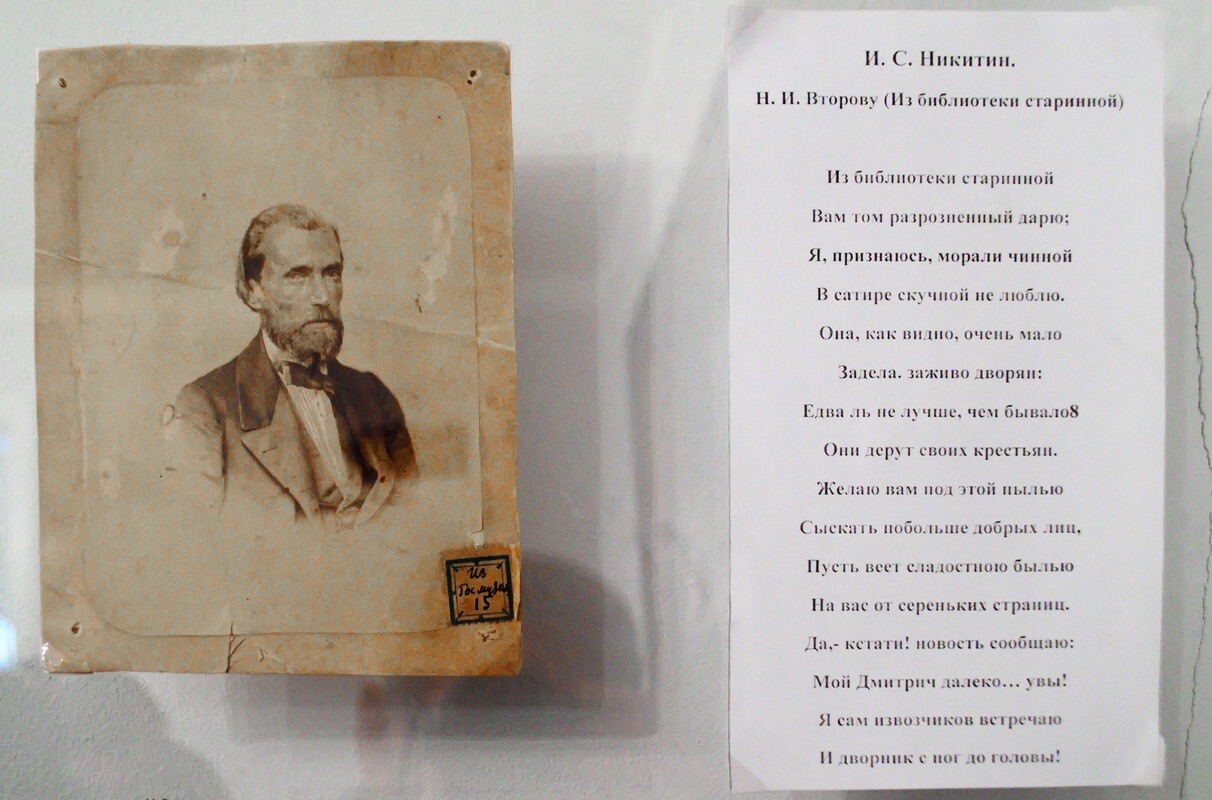 Из
Гос музея
15
И. С. Никитин.
Н. И. Второву (Из библиотеки старинной)
Из библиотеки старинной
Вам том разрозненный дарю;
Я, признаюсь, морали чинной
В сатире скучной не люблю.
Она, как видно, очень мало
Задела. заживо дворян:
Едва ль не лучше, чем бывало8
Они дерут своих крестьян.
Желаю вам под этой пылью
Сыскать побольше добрых лиц,
Пусть веет сладостною былью
На вас от сереньких страниц.
Да,- кстати! новость сообщаю:
Мой Дмитрич далеко... увы!
Я сам извозчиков встречаю
И дворник с ног до головы!